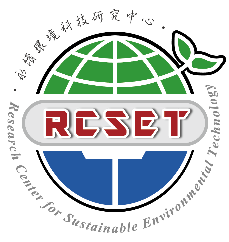 永續環境科技研究中心
RCSET
Research Center for Sustainable Environmental Technology